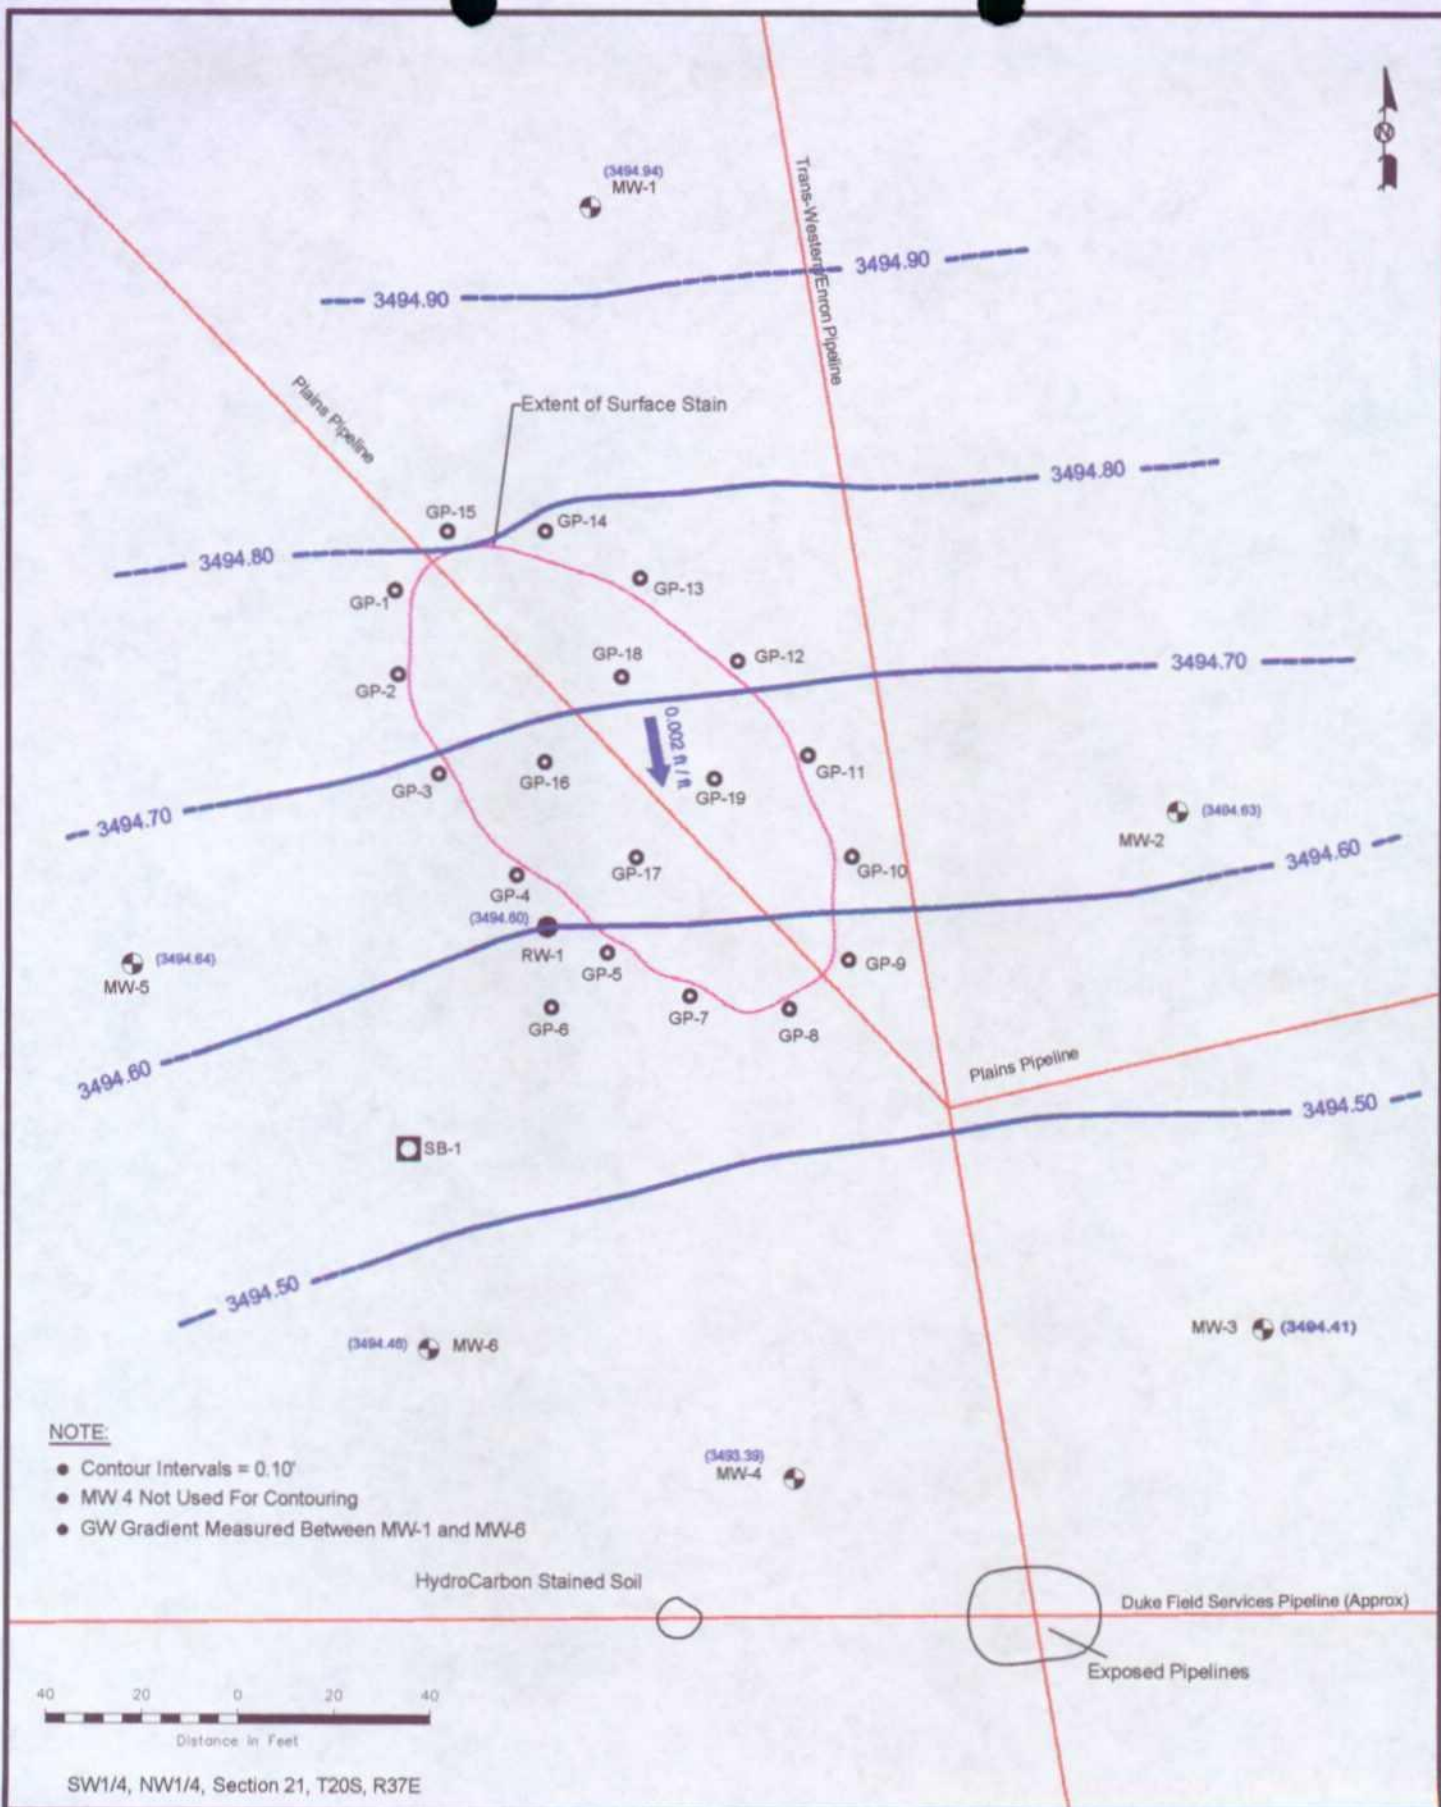 (3494.94)
MW-1
Trans-Western/Enron Pipeline
3494.90
3494.90
Plains Pipeline
Extent of Surface Stain
3494.80
GP-15
GP-14
3494.80
GP-13
GP-1
GP-18
GP-12
3494.70
GP-2
0.002 ft / ft
GP-11
GP-3
GP-16
GP-19
3494.70
MW-2
(3494.63)
3494.60
GP-17
GP-10
GP-4
(3494.60)
RW-1
GP-5
GP-9
(3494.64)
MW-5
GP-6
GP-7
GP-8
3494.60
Plains Pipeline
3494.50
SB-1
3494.50
MW-3
(3494.41)
MW-6
NOTE:
● Contour Intervals = 0.10'
● MW 4 Not Used For Contouring
● GW Gradient Measured Between MW-1 and MW-6
(3493.39)
MW-4
HydroCarbon Stained Soil
Duke Field Services Pipeline (Approx)
Exposed Pipelines
40 20 0 20 40
Distance in Feet
SW1/4, NW1/4, Section 21, T20S, R37E